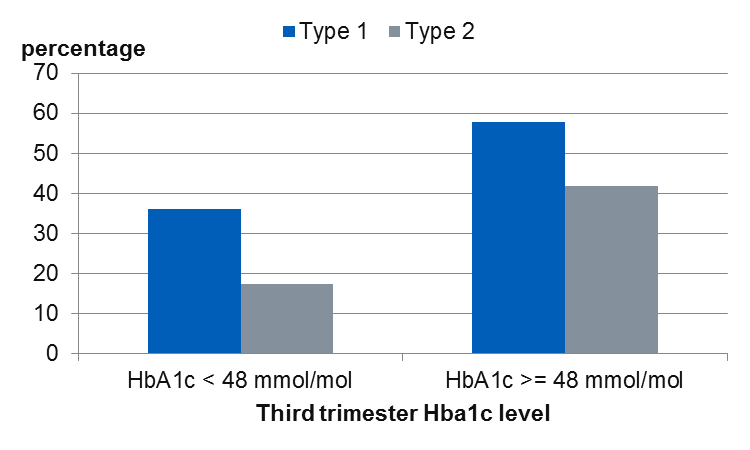 Type 1 Type 2
percentage
70
60
50
40
30
20
10
0
HbA1c < 48 mmol/mol HbA1c >= 48 mmol/mol
Third trimester Hba1c level